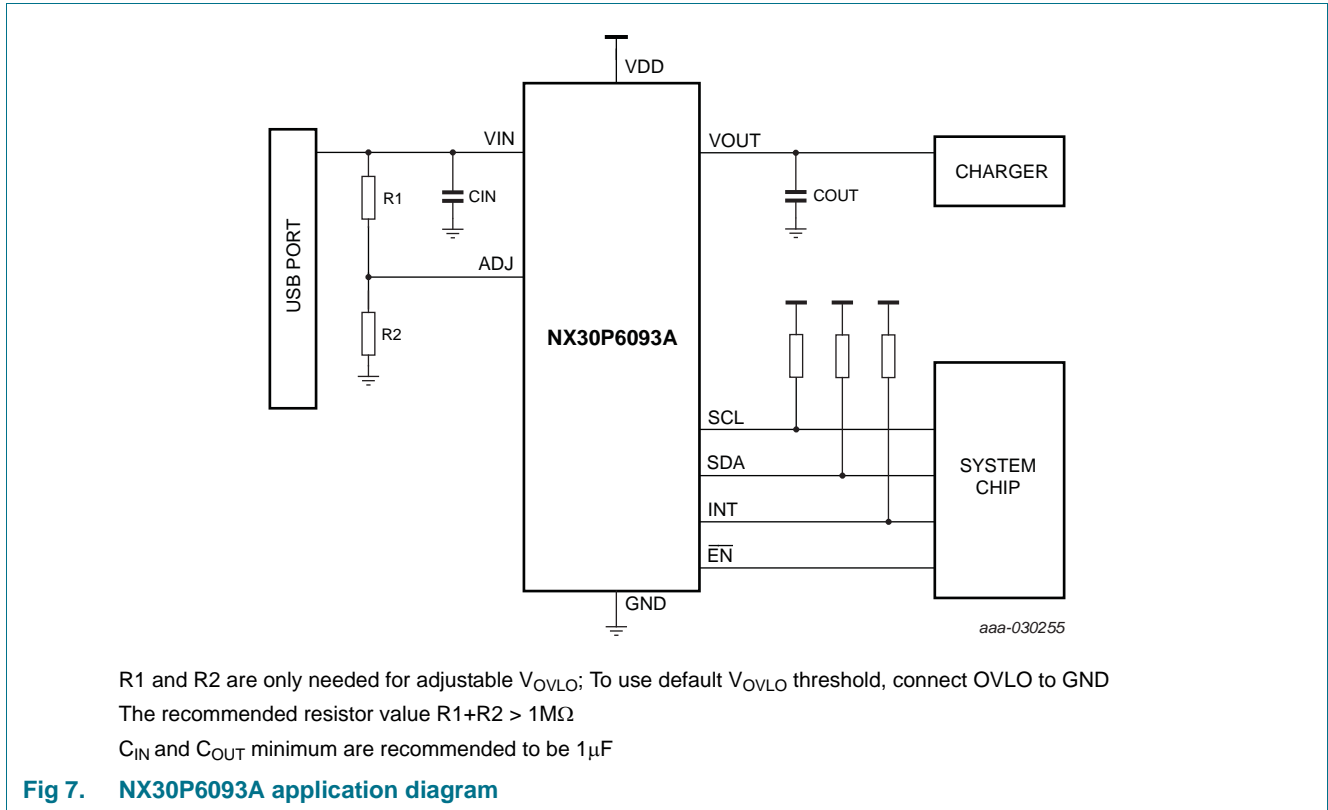 VDD
VIN
VOUT
USB PORT
R1
CIN
COUT
CHARGER
ADJ
R2
NX30P6093A
SCL
SDA
INT
EN
SYSTEM
CHIP
GND
aaa-030255
R1 and R2 are only needed for adjustable VOVLO; To use default VOVLO threshold, connect OVLO to GND
The recommended resistor value R1+R2 > 1MΩ
CIN and COUT minimum are recommended to be 1μF
Fig 7. NX30P6093A application diagram